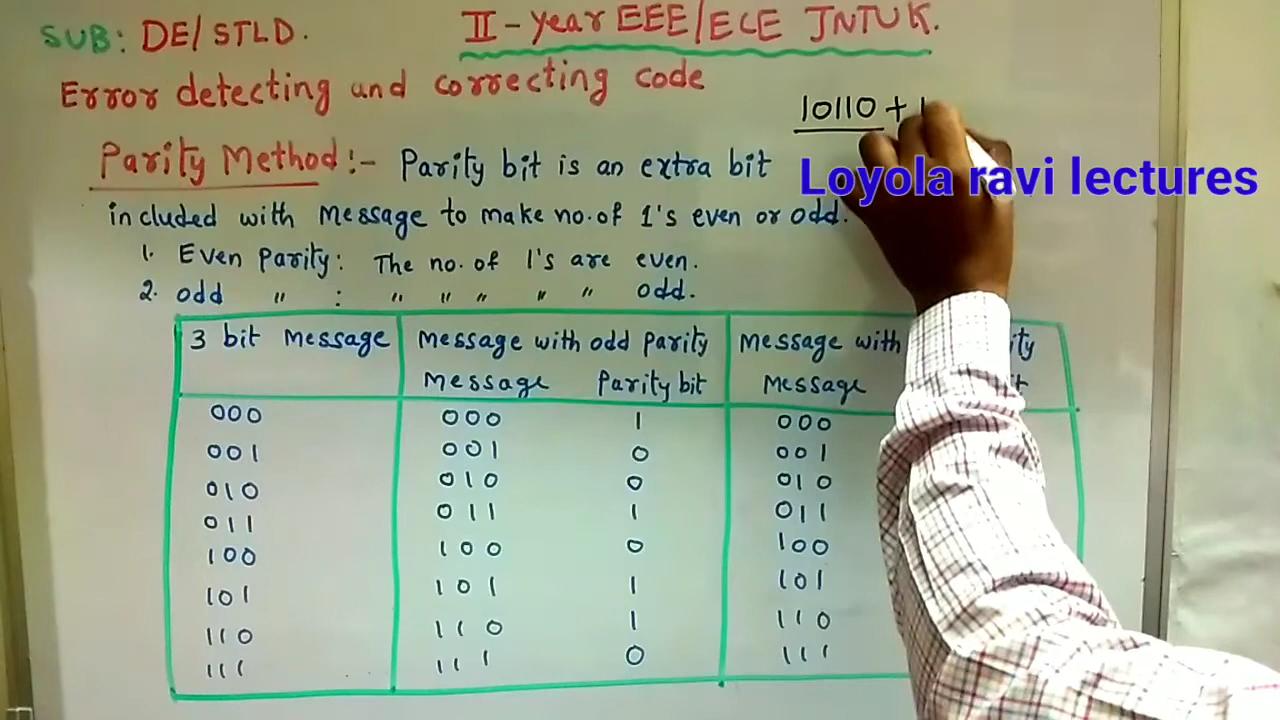 SUB: DE/STLD.
II-year EEE/ECE JNTUK.
Error detecting and correcting code
10110 + 1
Parity Method:- Parity bit is an extra bit
Loyola ravi lectures
included with message to make no.of 1's even or odd.
1. Even Parity: The no. of 1's are even.
2. odd " : " " " " " odd.
3 bit message message with odd parity message with ity
message Parity bit message
000 000 1 000
001 001 0 001
010 010 0 010
011 011 1 011
100 100 0 100
101 101 1 101
110 110 1 110
111 111 0 111